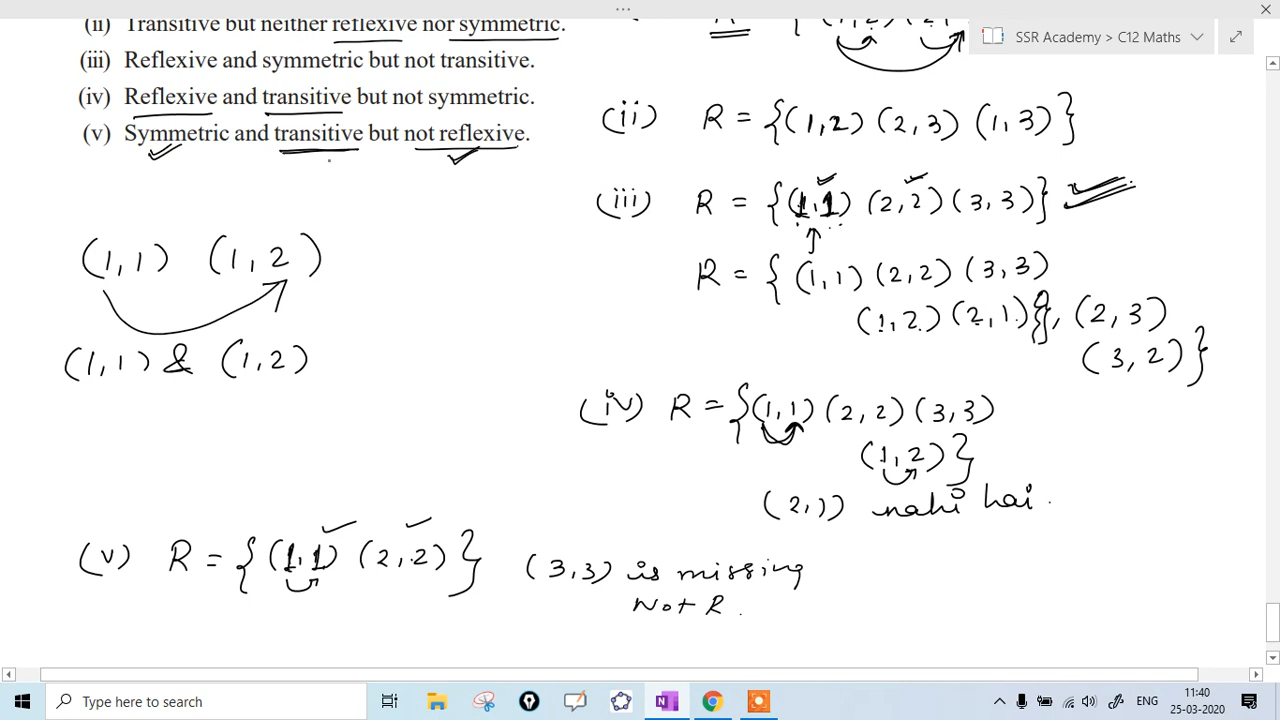 (ii) Transitive but neither reflexive nor symmetric.
(iii) Reflexive and symmetric but not transitive.
(iv) Reflexive and transitive but not symmetric.
(v) Symmetric and transitive but not reflexive.
SSR Academy > C12 Maths
(ii) R = {(1,2) (2,3) (1,3)}
(iii) R = {(1,1) (2,2) (3,3)}
R = { (1,1) (2,2) (3,3)
(1,2) (2,1)}, (2,3)
(3,2)}
(1,1) (1,2)
(1,1) & (1,2)
(iv) R = {(1,1) (2,2) (3,3)
(1,2)}
(2,1) nahi hai.
(v) R = {(1,1) (2,2)} (3,3) is missing
Not R.
Type here to search
ENG
11:40
25-03-2020